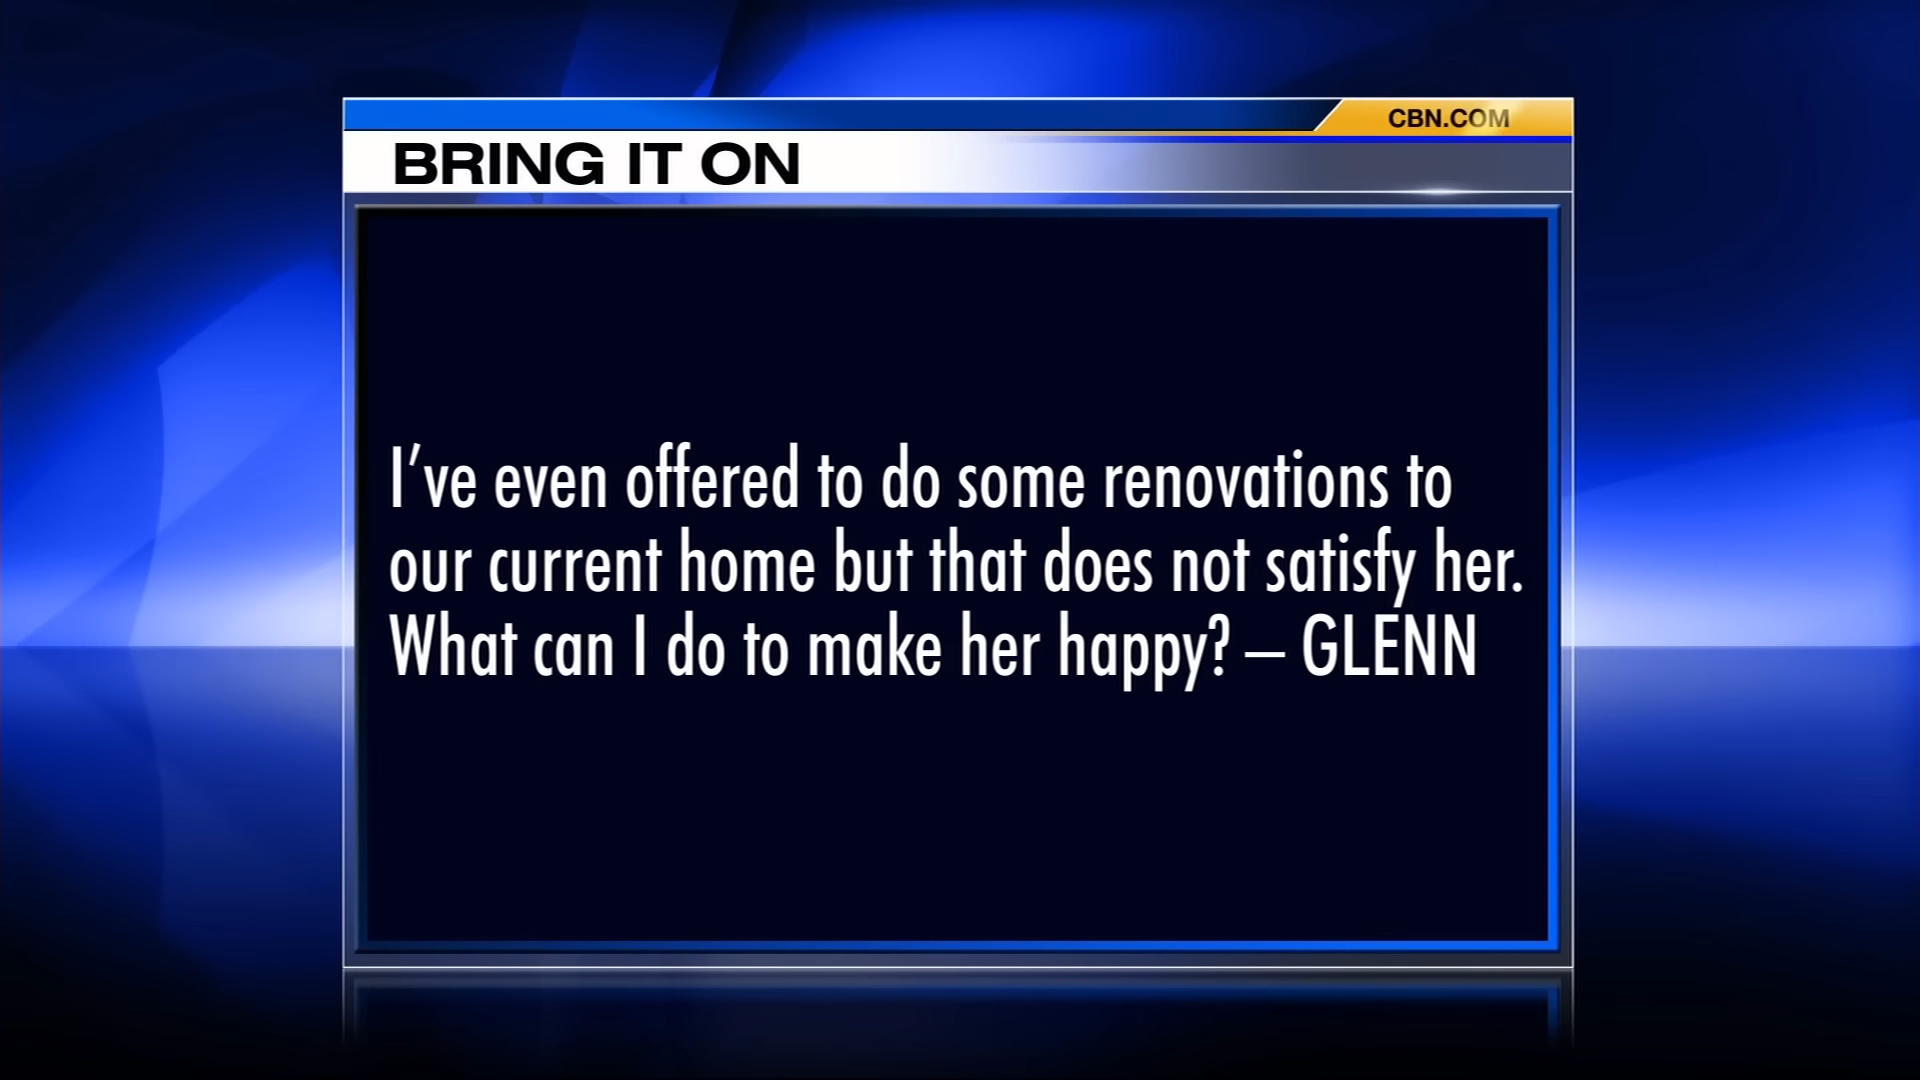 CBN.COM
BRING IT ON
I've even offered to do some renovations to
our current home but that does not satisfy her.
What can I do to make her happy? – GLENN